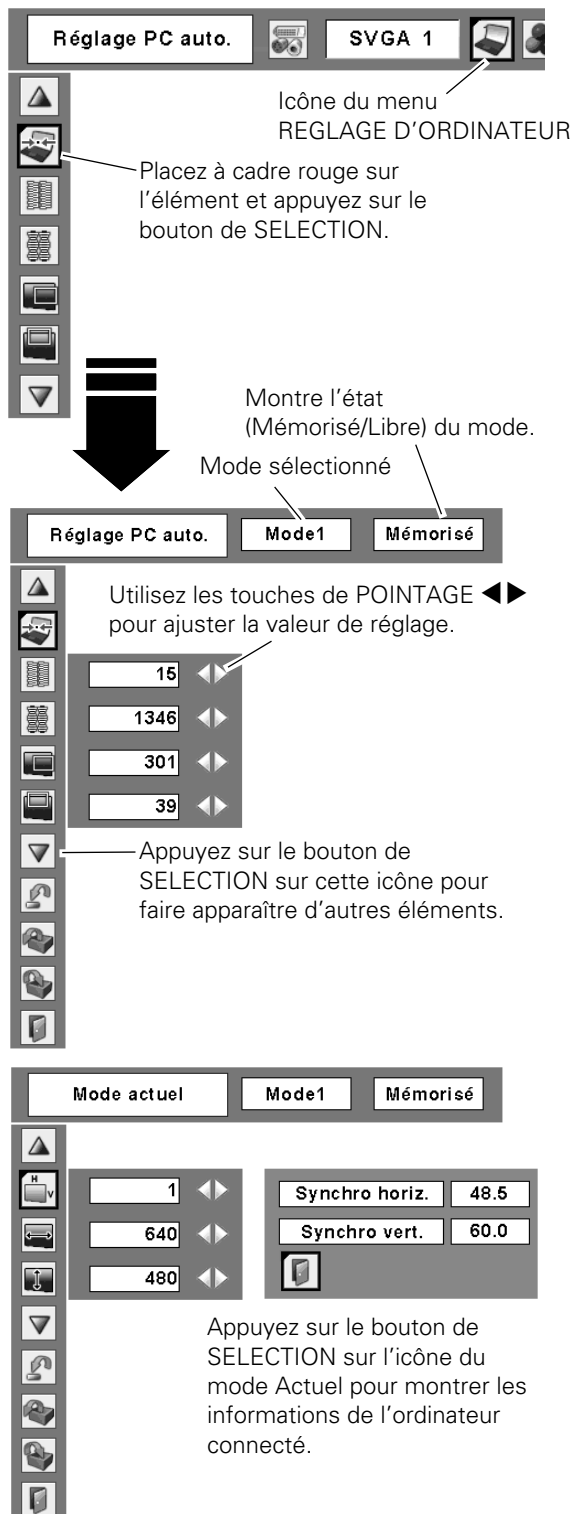 Réglage PC auto.
SVGA 1
Icône du menu
REGLAGE D'ORDINATEUR
Placez à cadre rouge sur
l'élément et appuyez sur le
bouton de SELECTION.
Montre l'état
(Mémorisé/Libre) du mode.
Mode sélectionné
Réglage PC auto.
Mode1
Mémorisé
Utilisez les touches de POINTAGE ◀▶
pour ajuster la valeur de réglage.
15
1346
301
39
Appuyez sur le bouton de
SELECTION sur cette icône pour
faire apparaître d'autres éléments.
Mode actuel
Mode1
Mémorisé
H
V
1
640
480
Synchro horiz. 48.5
Synchro vert. 60.0
Appuyez sur le bouton de
SELECTION sur l'icône du
mode Actuel pour montrer les
informations de l'ordinateur
connecté.